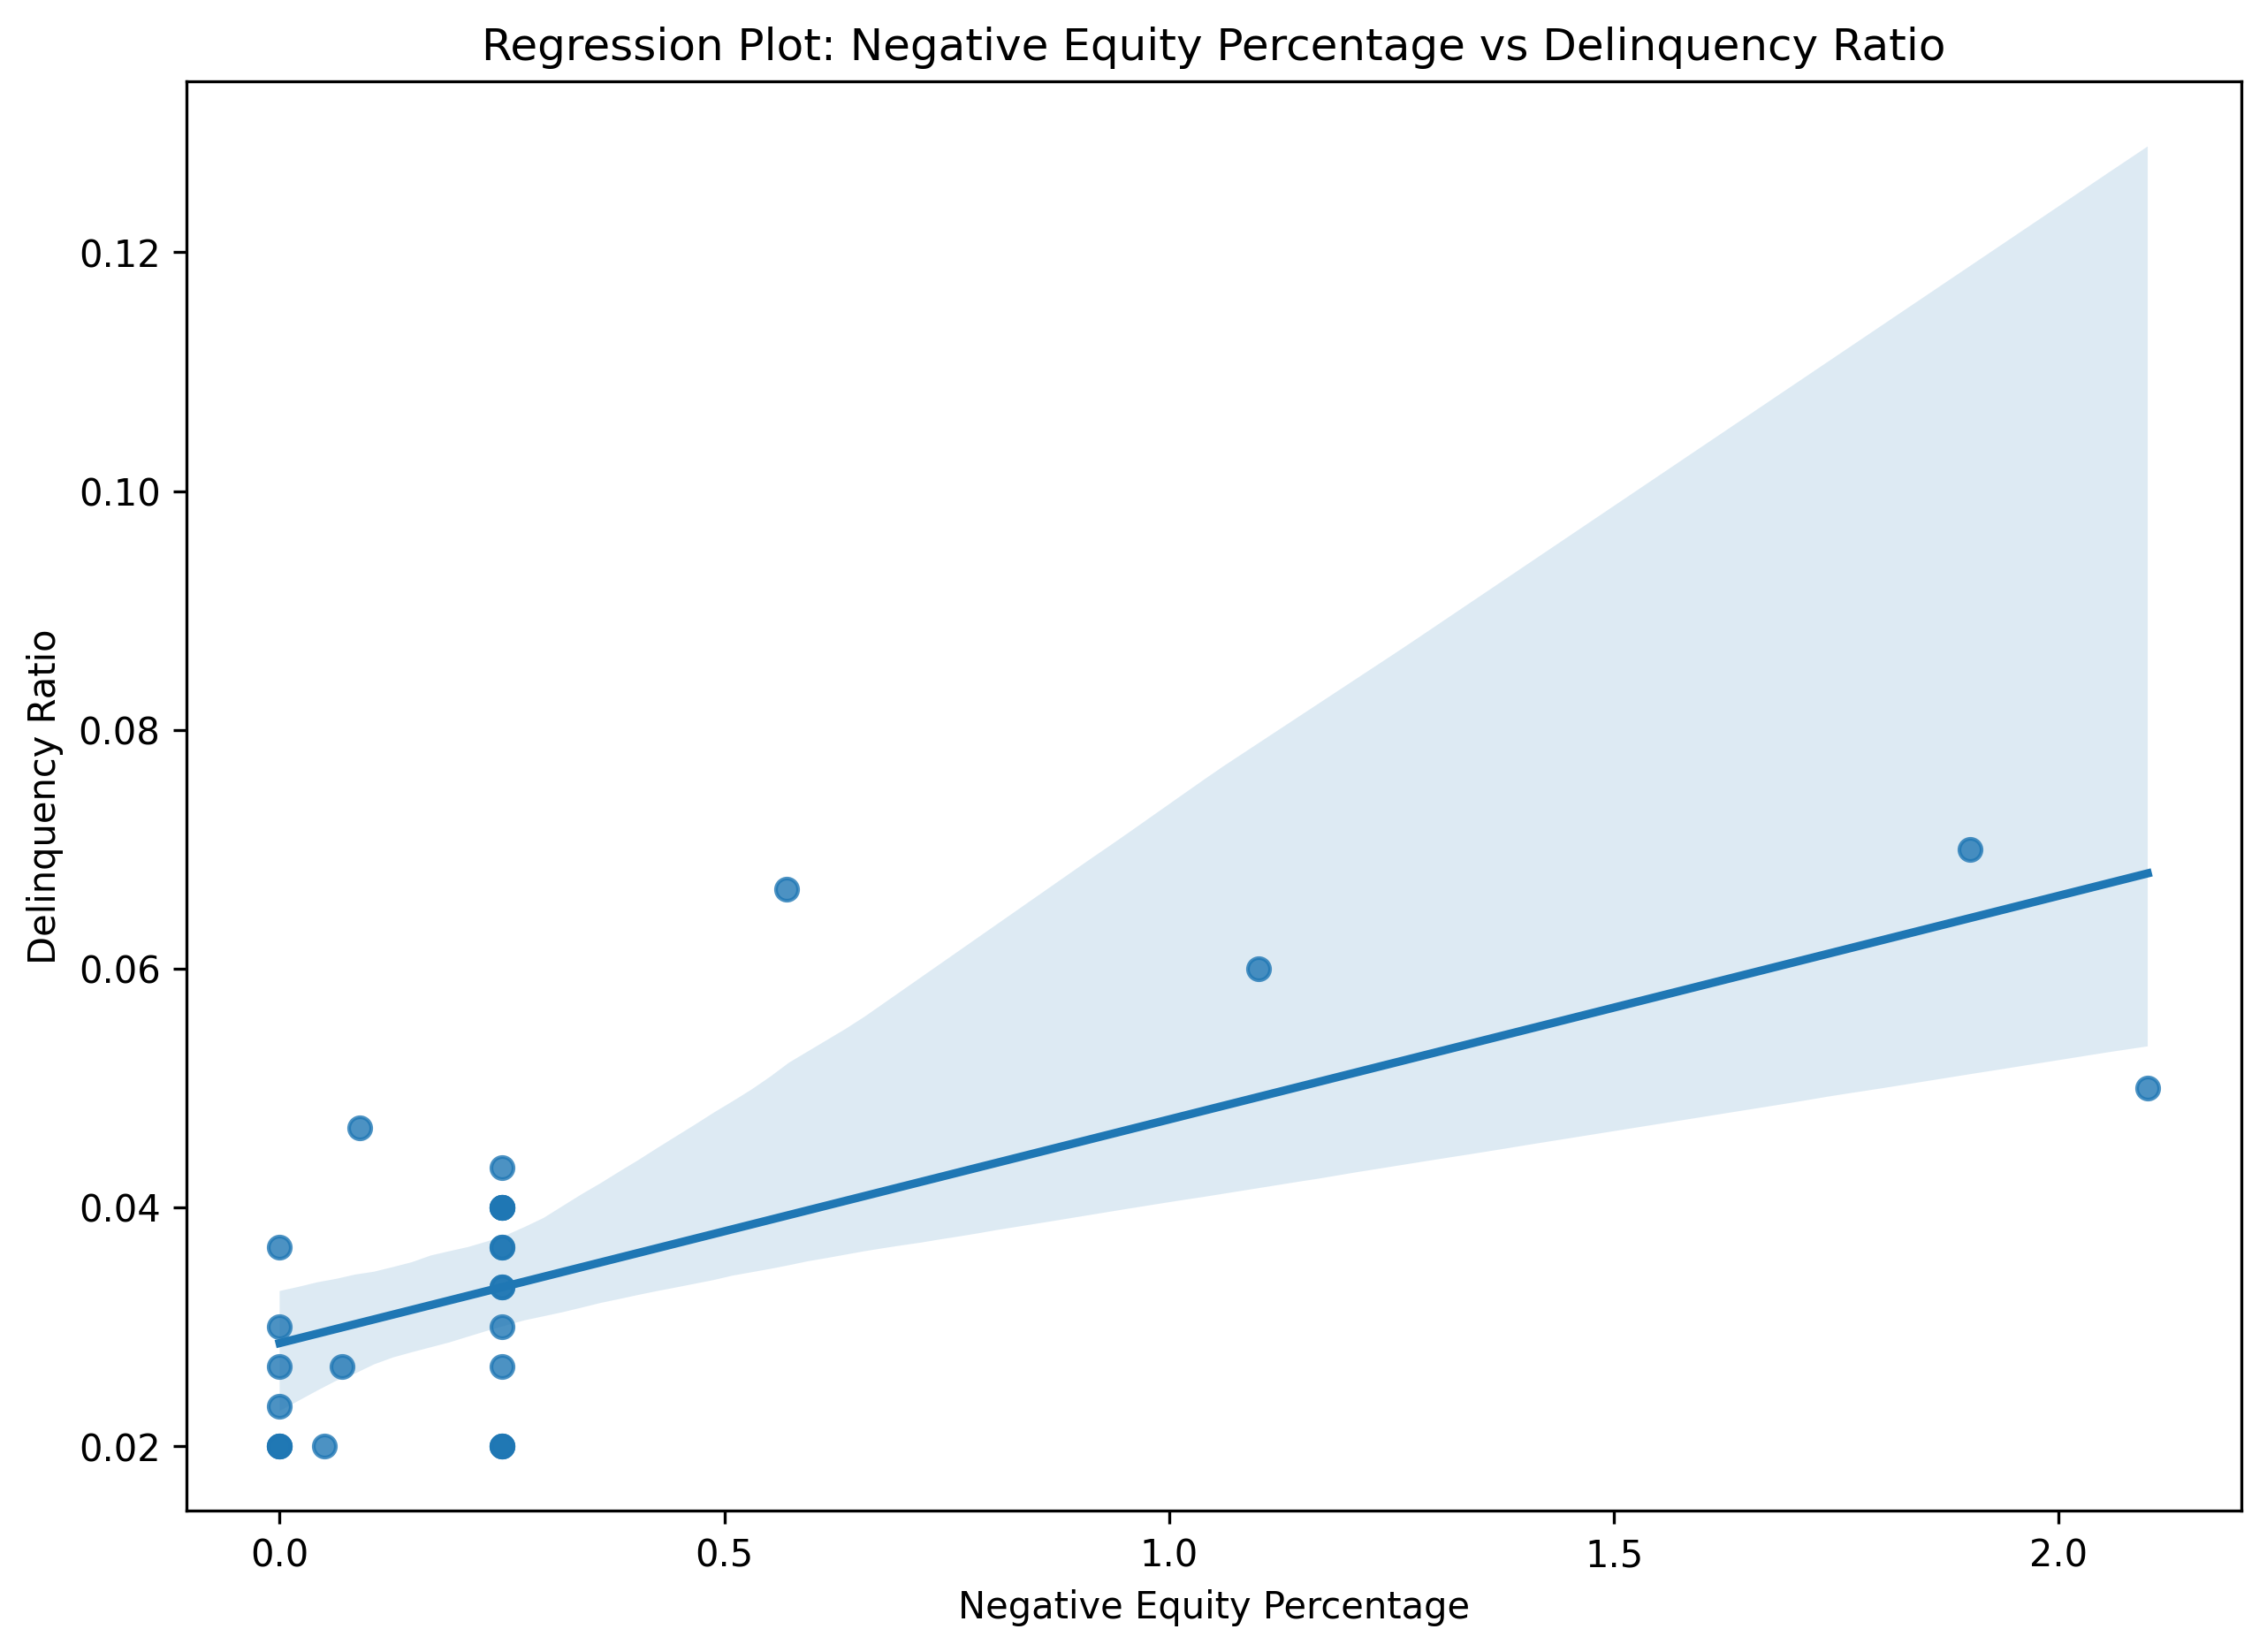 Regression Plot: Negative Equity Percentage vs Delinquency Ratio
Delinquency Ratio
0.12
0.10
0.08
0.06
0.04
0.02
0.0 0.5 1.0 1.5 2.0
Negative Equity Percentage